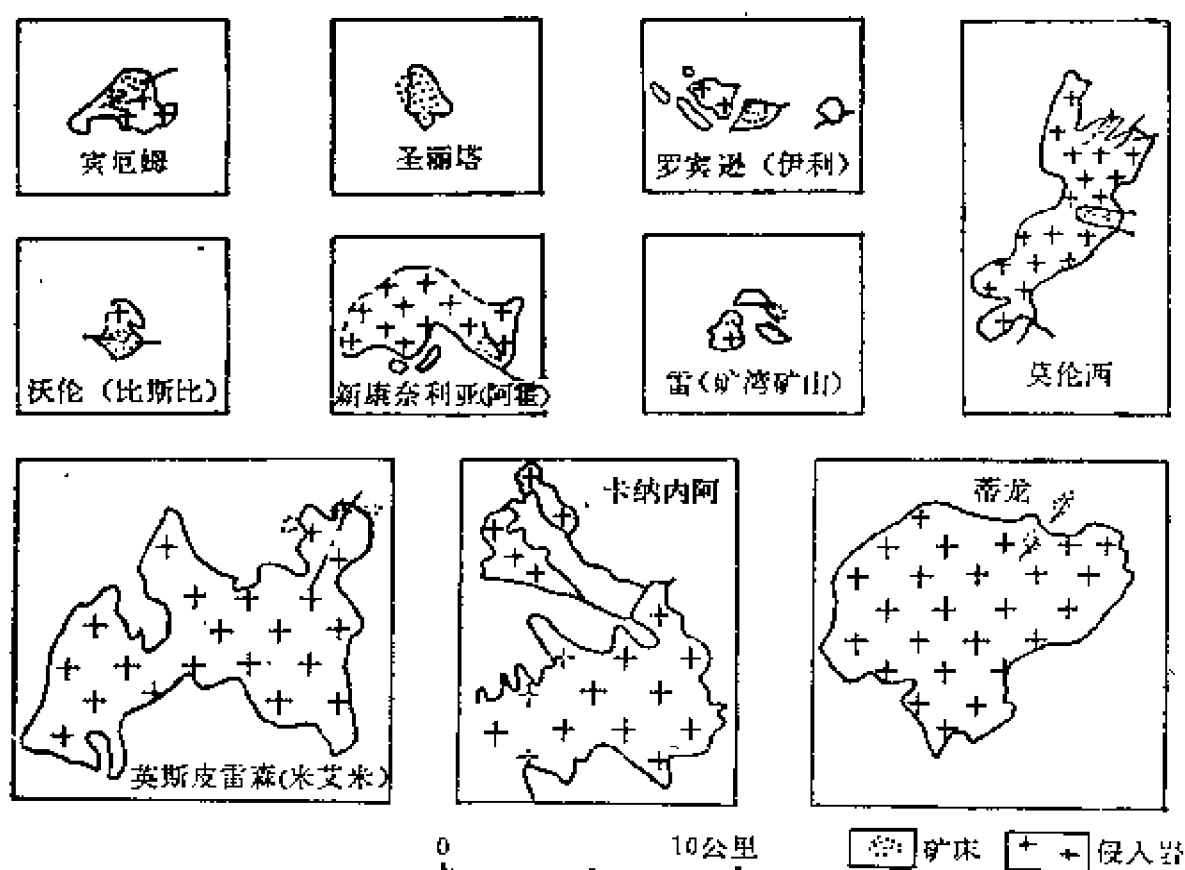 宾厄姆
圣丽塔
罗宾逊（伊利）
莫伦西
沃伦（比斯比）
新康奈利亚(阿霍)
雷（矿湾矿山）
英斯皮雷森(米艾米)
卡纳内阿
蒂龙
0 10公里
矿床 侵入岩